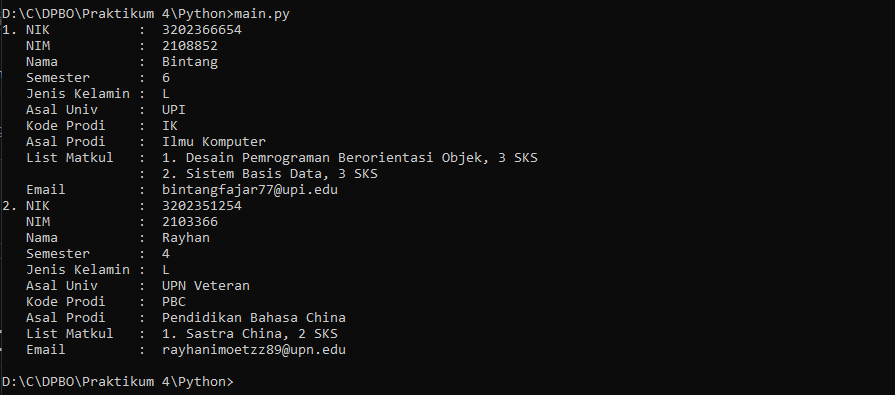 D:\C\DPBO\Praktikum 4\Python>main.py
1. NIK           :  3202366654
   NIM           :  2108852
   Nama          :  Bintang
   Semester      :  6
   Jenis Kelamin :  L
   Asal Univ     :  UPI
   Kode Prodi    :  IK
   Asal Prodi    :  Ilmu Komputer
   List Matkul   :  1. Desain Pemrograman Berorientasi Objek, 3 SKS
                 :  2. Sistem Basis Data, 3 SKS
   Email         :  bintangfajar77@upi.edu
2. NIK           :  3202351254
   NIM           :  2103366
   Nama          :  Rayhan
   Semester      :  4
   Jenis Kelamin :  L
   Asal Univ     :  UPN Veteran
   Kode Prodi    :  PBC
   Asal Prodi    :  Pendidikan Bahasa China
   List Matkul   :  1. Sastra China, 2 SKS
   Email         :  rayhanimoetzz89@upn.edu
D:\C\DPBO\Praktikum 4\Python>